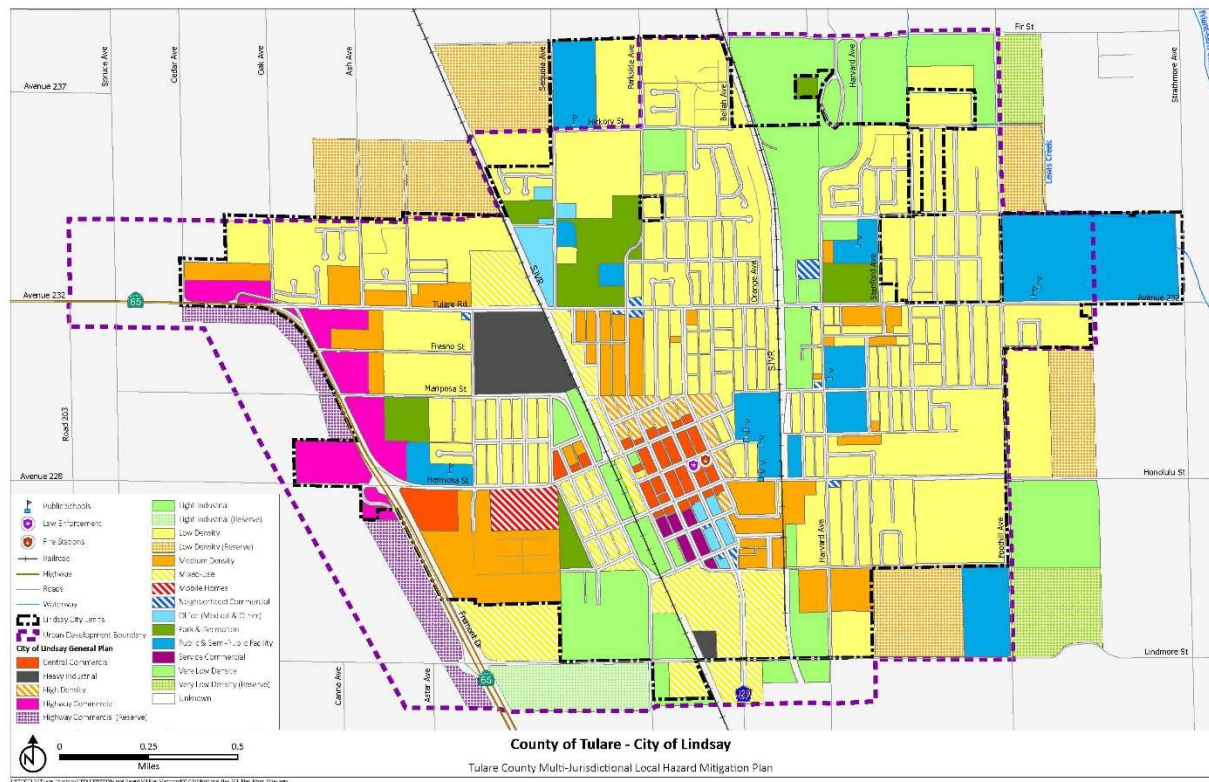 Fir St
Spruce Ave
Cedar Ave
Oak Ave
Ash Ave
Sequoia Ave
Parkside Ave
Bellah Ave
Harvard Ave
Strathmore Ave
Avenue 237
Hickory St
Lewis Creek
SJVR
Orange Ave
Stanford Ave
Avenue 232
65
Tulare Rd
Avenue 232
Fresno St
SJVR
Mariposa St
Road 203
Avenue 228
Hermosa St
Honolulu St
Harvard Ave
Foothill Ave
Fremont Dr
Lindmore St
Aster Ave
65
Public Schools
Law Enforcement
Fire Stations
Railroad
Highway
Roads
Waterway
Lindsay City Limits
Urban Development Boundary
City of Lindsay General Plan
Central Commercial
Heavy Industrial
High Density
Highway Commercial
Highway Commercial (Reserve)
Light Industrial
Light Industrial (Reserve)
Low Density
Low Density (Reserve)
Medium Density
Mixed-Use
Mobile Homes
Neighborhood Commercial
Office (Medical & Other)
Park & Recreation
Public & Semi-Public Facility
Service Commercial
Very Low Density
Very Low Density (Reserve)
Unknown
N
0 0.25 0.5
Miles
County of Tulare - City of Lindsay
Tulare County Multi-Jurisdictional Local Hazard Mitigation Plan